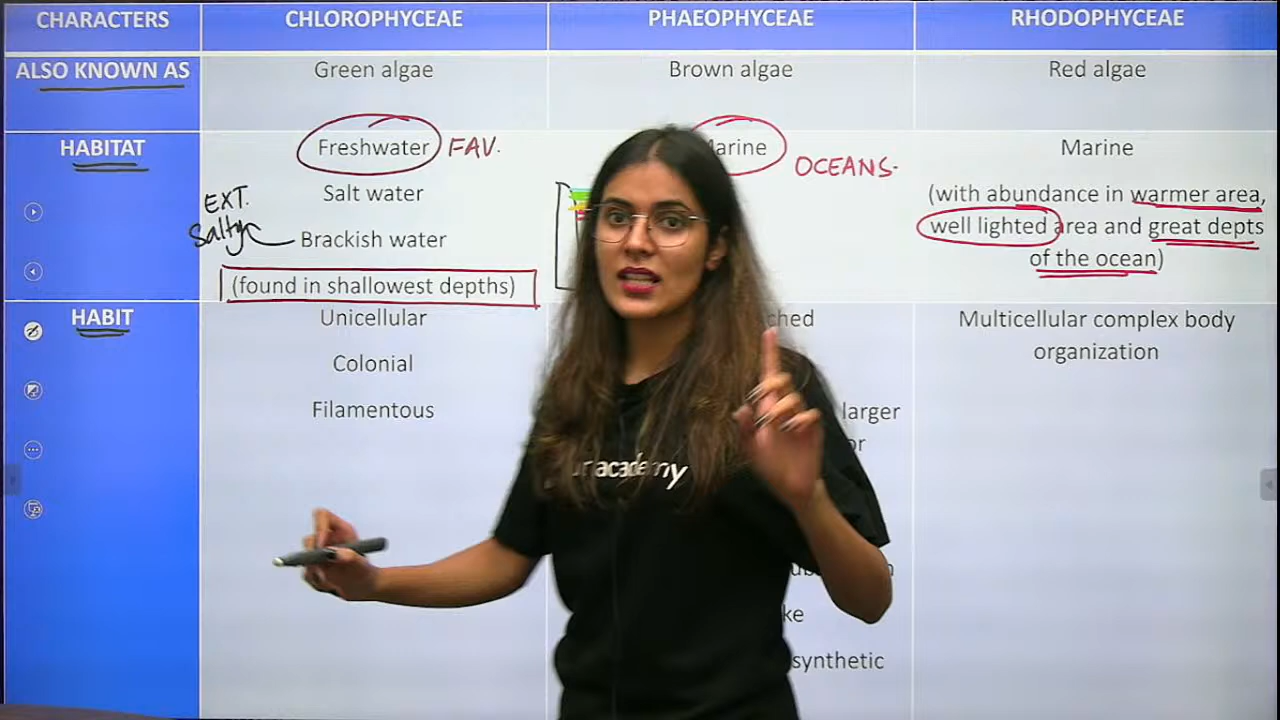 CHARACTERS CHLOROPHYCEAE PHAEOPHYCEAE RHODOPHYCEAE
ALSO KNOWN AS Green algae Brown algae Red algae
HABITAT
Freshwater FAV.
Salt water
EXT.
Salty
Brackish water
(found in shallowest depths)
OCEANS.
Marine
(with abundance in warmer area,
well lighted area and great depts
of the ocean)
HABIT
Unicellular
Colonial
Filamentous
larger
synthetic
Multicellular complex body
organization
unacademy